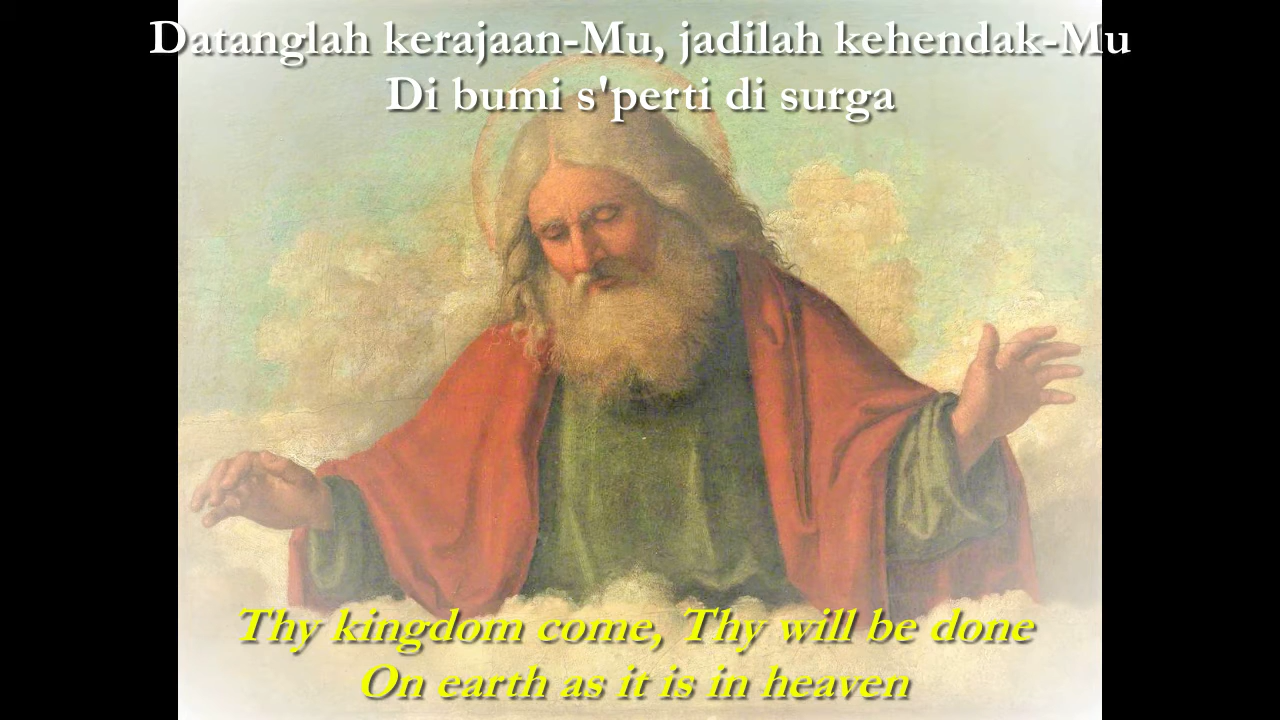 Datanglah kerajaan-Mu, jadilah kehendak-Mu
Di bumi s'perti di surga
Thy kingdom come, Thy will be done
On earth as it is in heaven